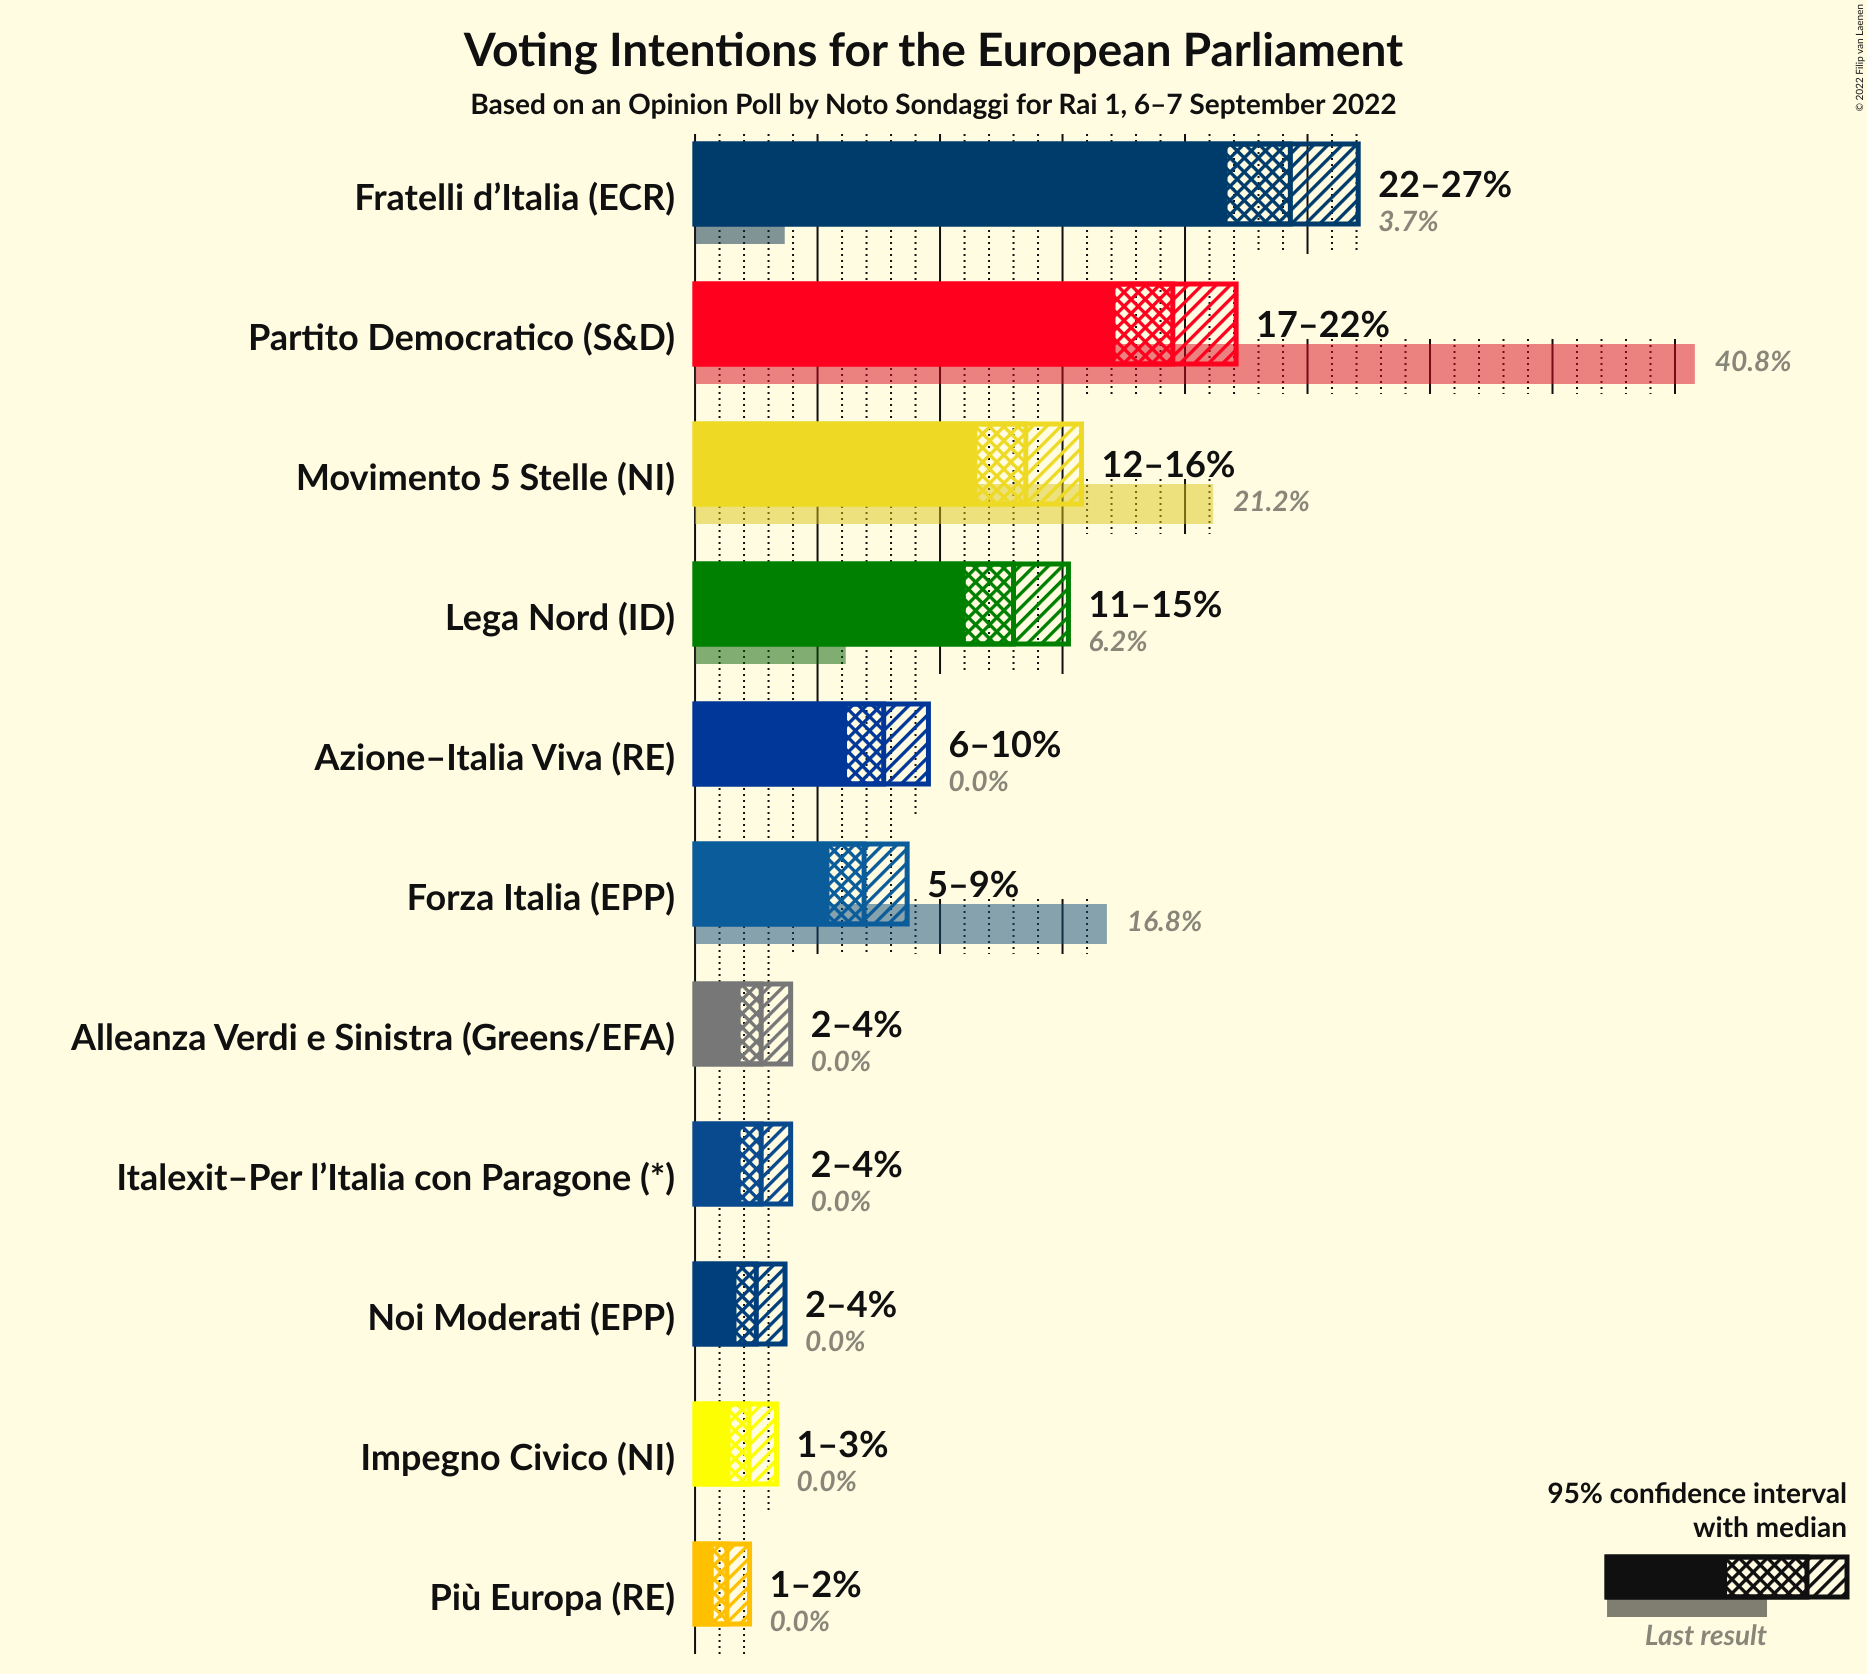 Voting Intentions for the European Parliament
Based on an Opinion Poll by Noto Sondaggi for Rai 1, 6–7 September 2022
© 2022 Filip van Laenen
Fratelli d’Italia (ECR)
22–27%
3.7%
Partito Democratico (S&D)
17–22%
40.8%
Movimento 5 Stelle (NI)
12–16%
21.2%
Lega Nord (ID)
11–15%
6.2%
Azione–Italia Viva (RE)
6–10%
0.0%
Forza Italia (EPP)
5–9%
16.8%
Alleanza Verdi e Sinistra (Greens/EFA)
2–4%
0.0%
Italexit–Per l’Italia con Paragone (*)
2–4%
0.0%
Noi Moderati (EPP)
2–4%
0.0%
Impegno Civico (NI)
1–3%
0.0%
Più Europa (RE)
1–2%
0.0%
95% confidence interval
with median
Last result